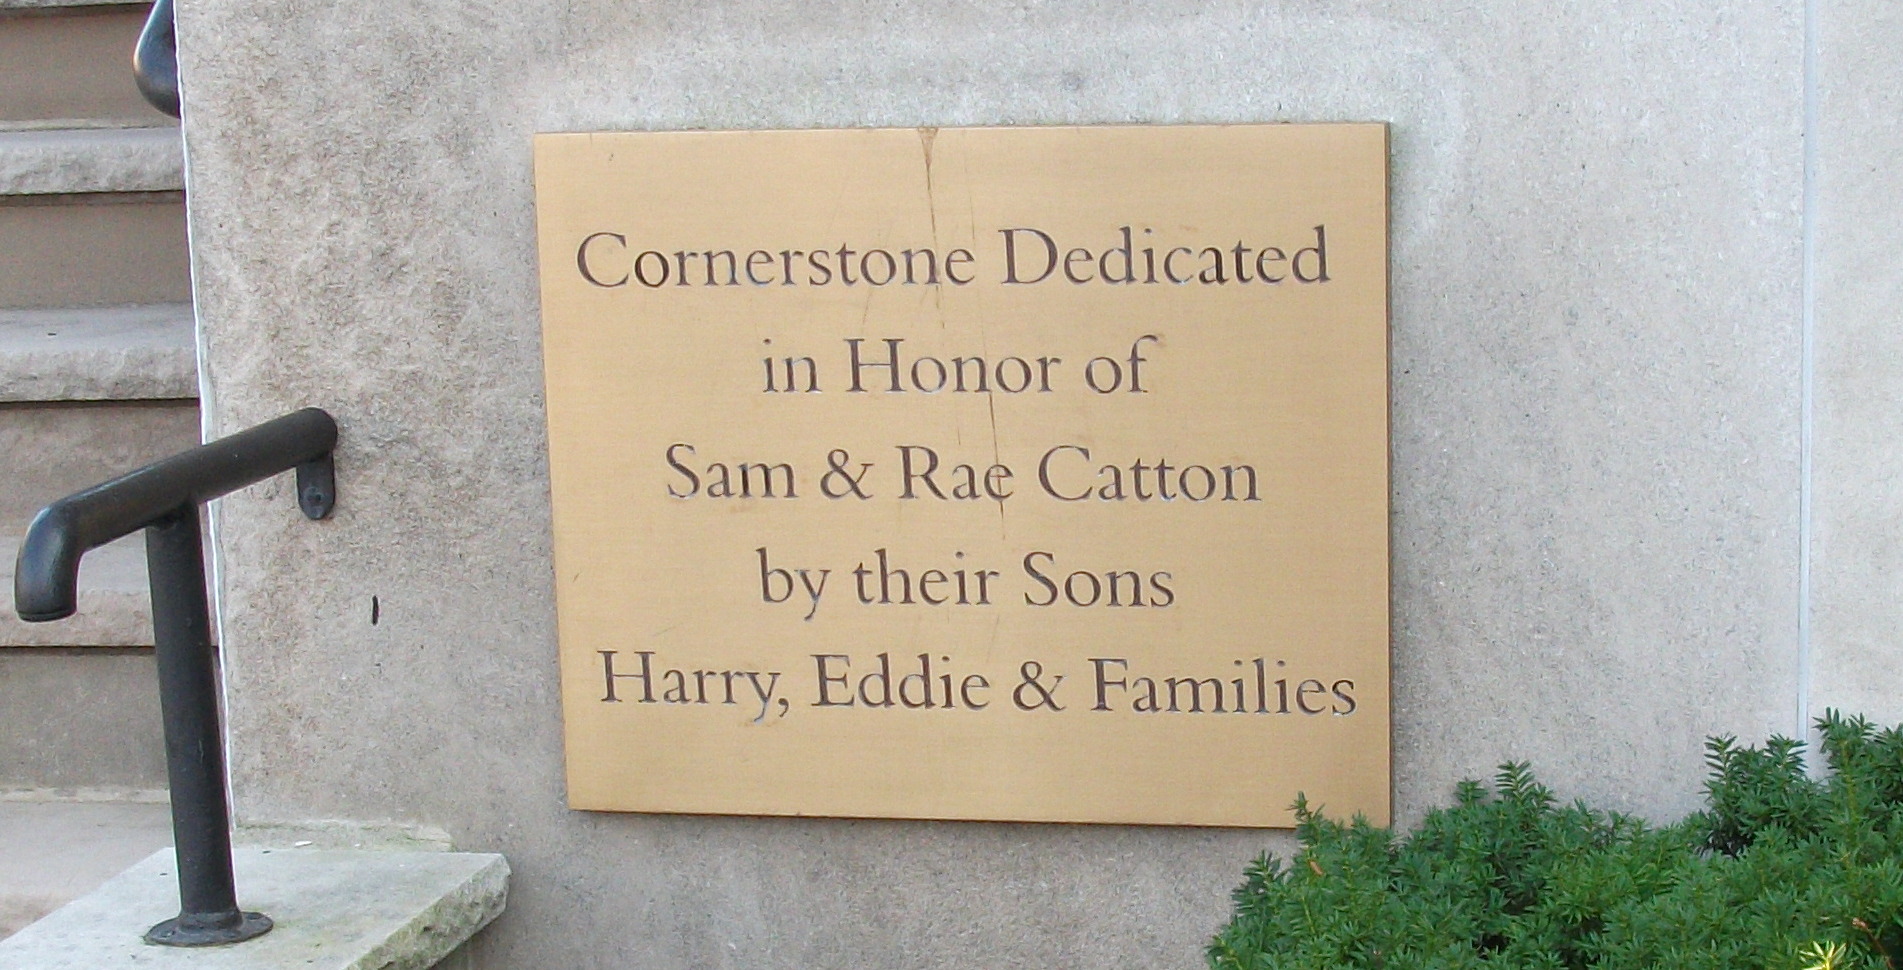 Cornerstone Dedicated
in Honor of
Sam & Rae Catton
by their Sons
Harry, Eddie & Families